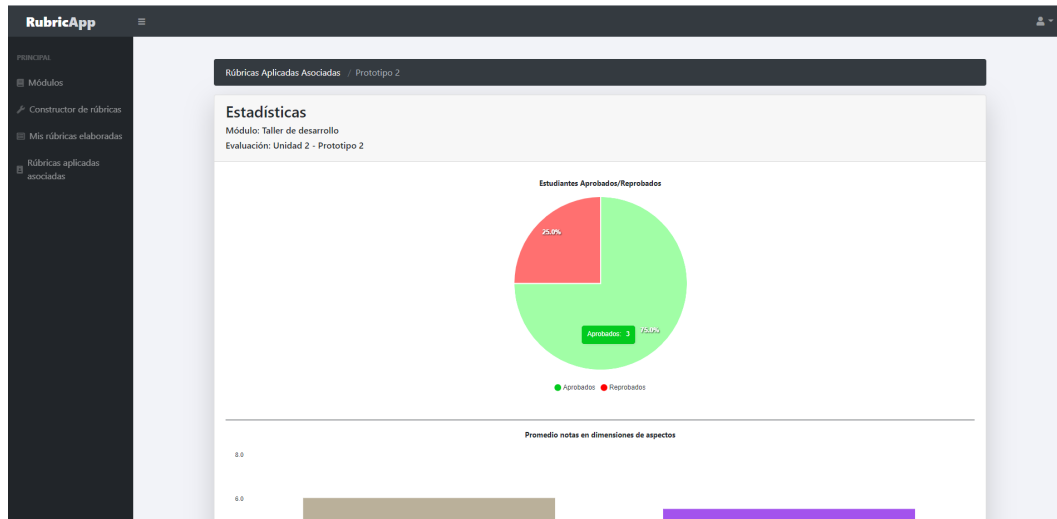 RubricApp
PRINCIPAL
Módulos
Constructor de rúbricas
Mis rúbricas elaboradas
Rúbricas aplicadas
asociadas
Rúbricas Aplicadas Asociadas / Prototipo 2
Estadísticas
Módulo: Taller de desarrollo
Evaluación: Unidad 2 - Prototipo 2
Estudiantes Aprobados/Reprobados
25.0%
Aprobados: 3
75.0%
Aprobados Reprobados
Promedio notas en dimensiones de aspectos
8.0
6.0